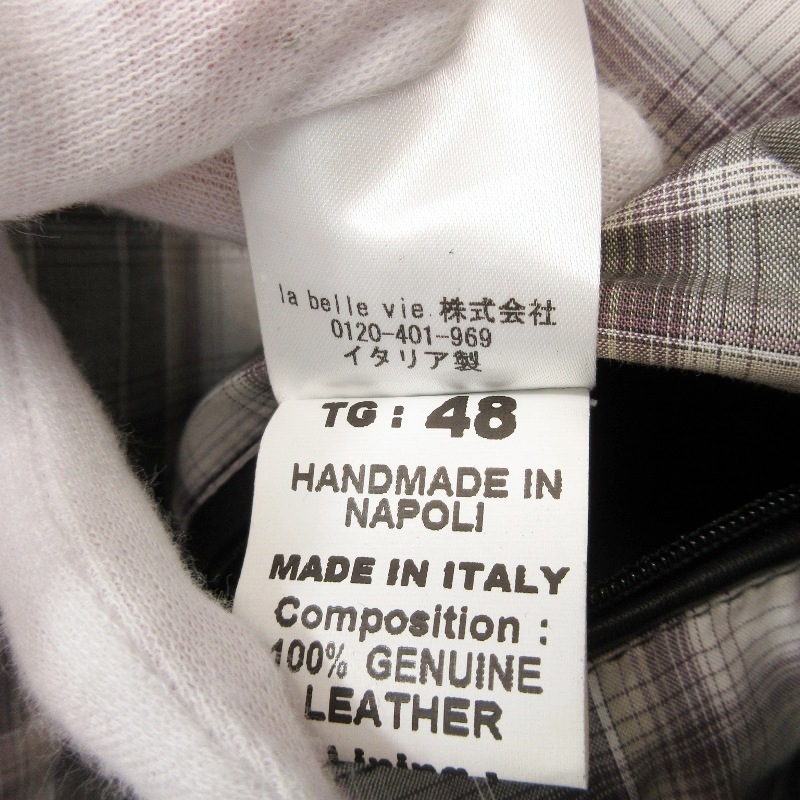 la belle vie 株式会社
0120-401-969
イタリア製
TG : 48
HANDMADE IN
NAPOLI
MADE IN ITALY
Composition :
100% GENUINE
LEATHER
Lining :